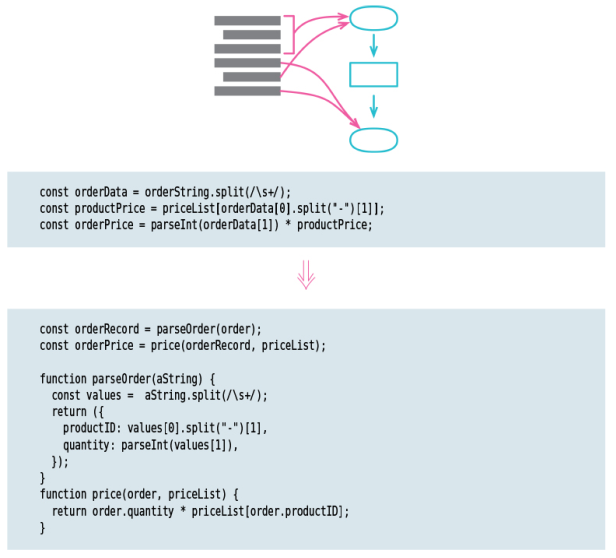 const orderData = orderString.split(/\s+/);
const productPrice = priceList[orderData[0].split("-")[1]];
const orderPrice = parseInt(orderData[1]) * productPrice;
const orderRecord = parseOrder(order);
const orderPrice = price(orderRecord, priceList);
function parseOrder(aString) {
const values =  aString.split(/\s+/);
return ({
productID: values[0].split("-")[1],
quantity: parseInt(values[1]),
});
}
function price(order, priceList) {
return order.quantity * priceList[order.productID];
}